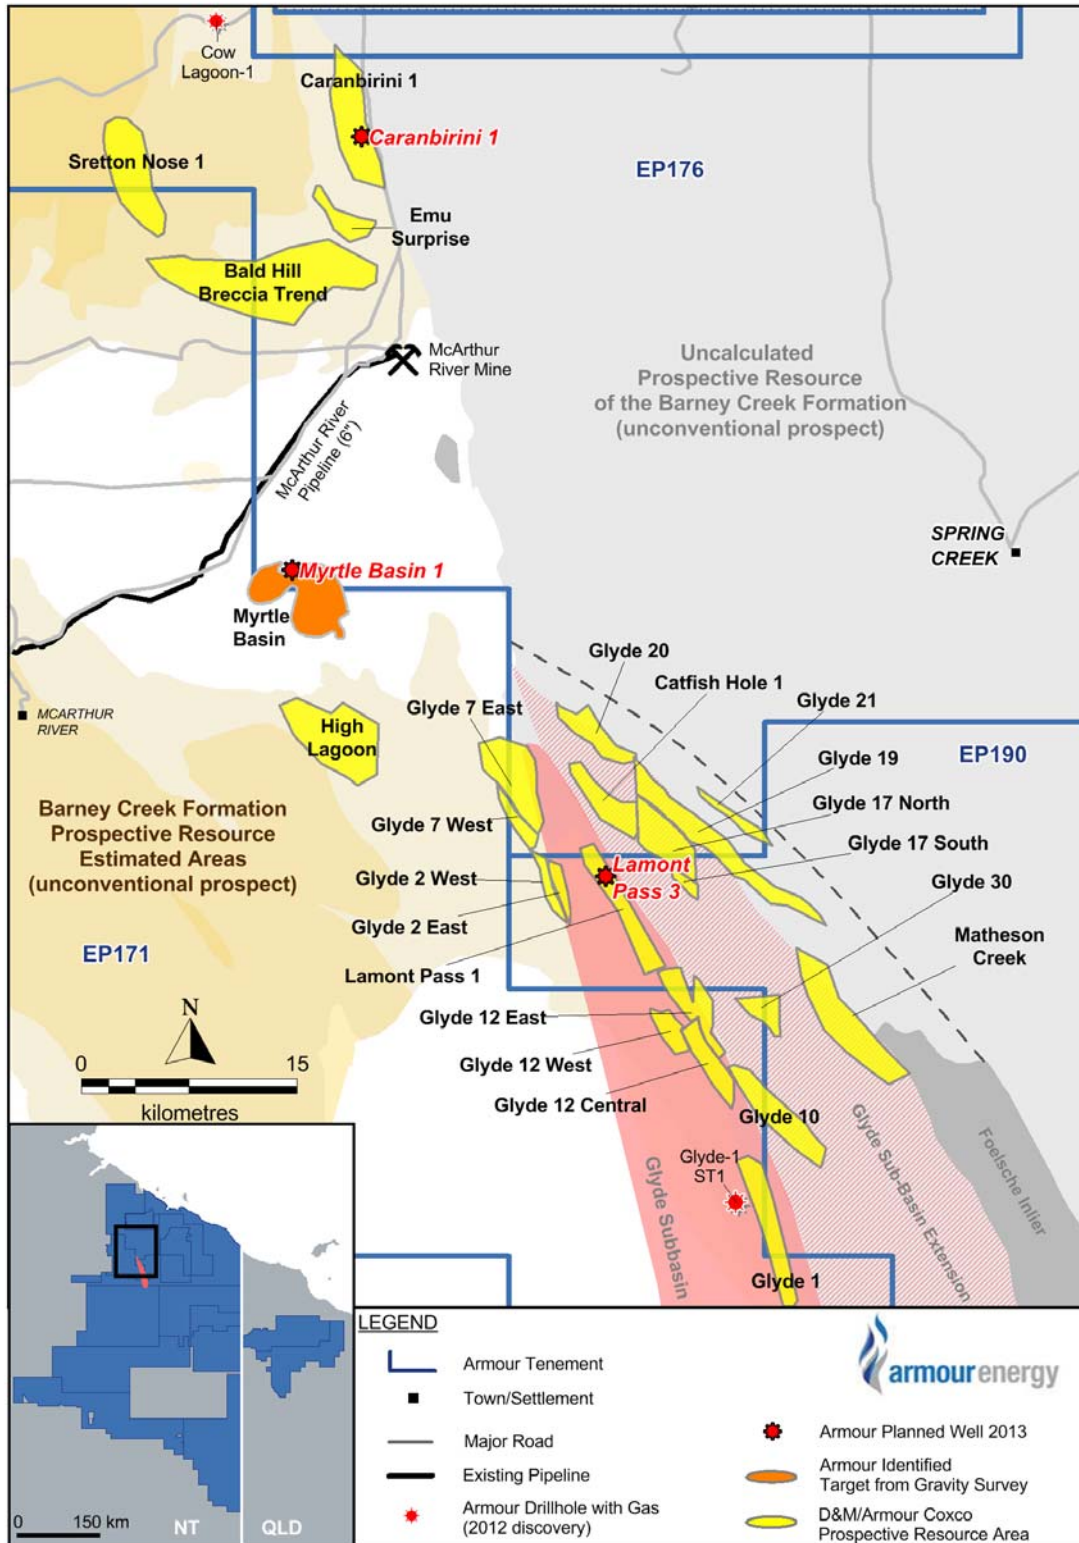 Cow
Lagoon-1
Caranbirini 1
Caranbirini 1
Sretton Nose 1
EP176
Emu
Surprise
Bald Hill
Breccia Trend
McArthur
River Mine
Uncalculated
Prospective Resource
of the Barney Creek Formation
(unconventional prospect)
McArthur River
Pipeline (6")
SPRING
CREEK
Myrtle Basin 1
Myrtle
Basin
Glyde 20
Catfish Hole 1
Glyde 7 East
Glyde 21
MCARTHUR
RIVER
High
Lagoon
EP190
Glyde 19
Glyde 17 North
Barney Creek Formation
Prospective Resource
Estimated Areas
(unconventional prospect)
Glyde 7 West
Glyde 17 South
Lamont
Pass 3
Glyde 2 West
Glyde 30
Glyde 2 East
Matheson
Creek
EP171
Lamont Pass 1
N
Glyde 12 East
0 15
kilometres
Glyde 12 West
Glyde 12 Central
Glyde 10
Glyde-1
ST1
Glyde Subbasin
Glyde Sub-Basin Extension
Foelsche Inlier
Glyde 1
0 150 km
NT QLD
LEGEND
Armour Tenement
Town/Settlement
Major Road
Existing Pipeline
Armour Drillhole with Gas
(2012 discovery)
armourenergy
Armour Planned Well 2013
Armour Identified
Target from Gravity Survey
D&M/Armour Coxco
Prospective Resource Area